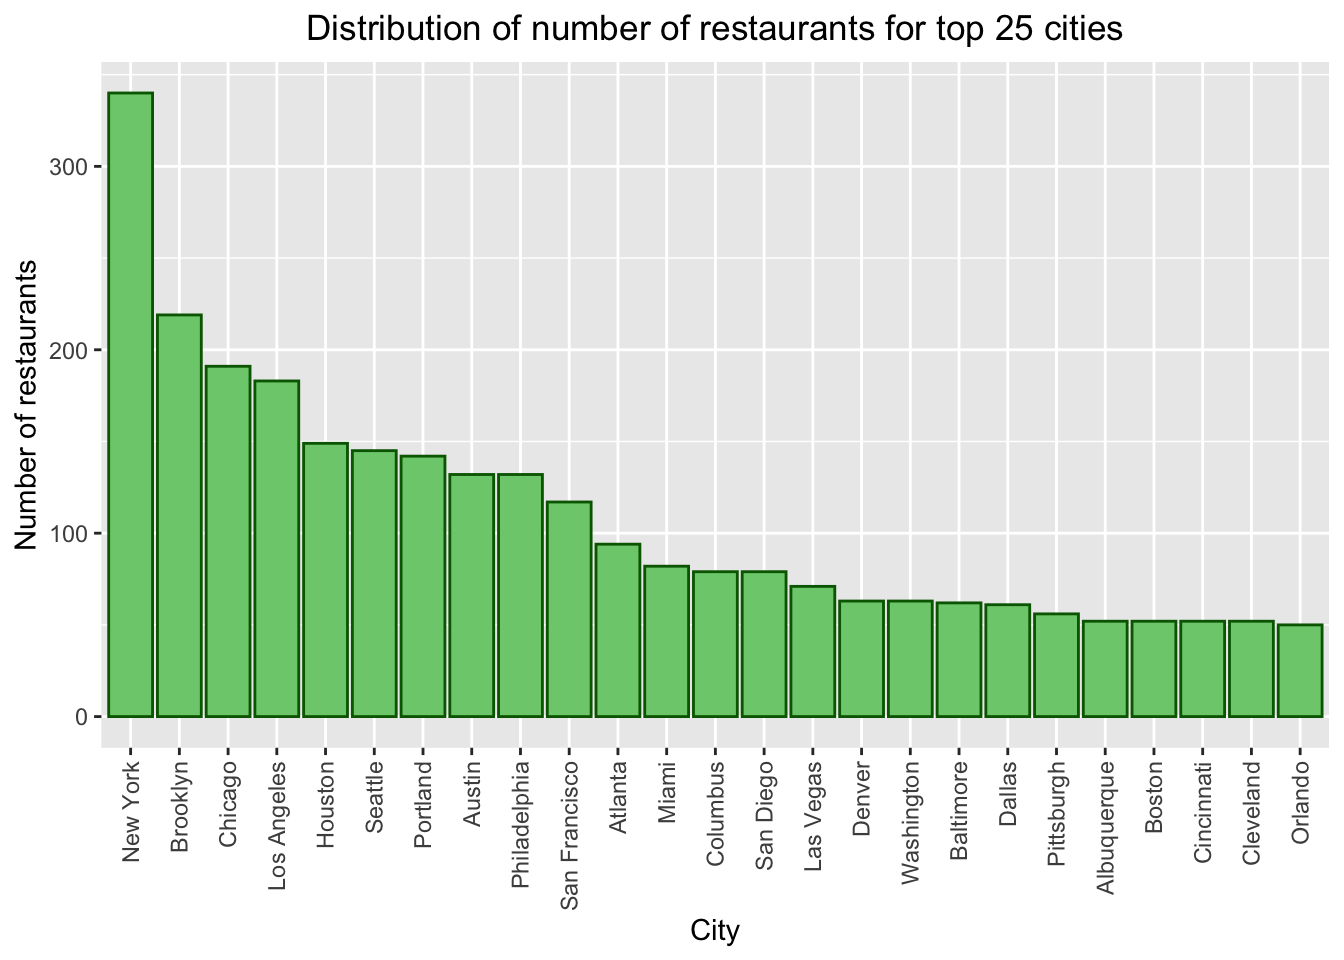 Distribution of number of restaurants for top 25 cities
Number of restaurants
300
200
100
0
New York
Brooklyn
Chicago
Los Angeles
Houston
Seattle
Portland
Austin
Philadelphia
San Francisco
Atlanta
Miami
Columbus
San Diego
Las Vegas
Denver
Washington
Baltimore
Dallas
Pittsburgh
Albuquerque
Boston
Cincinnati
Cleveland
Orlando
City